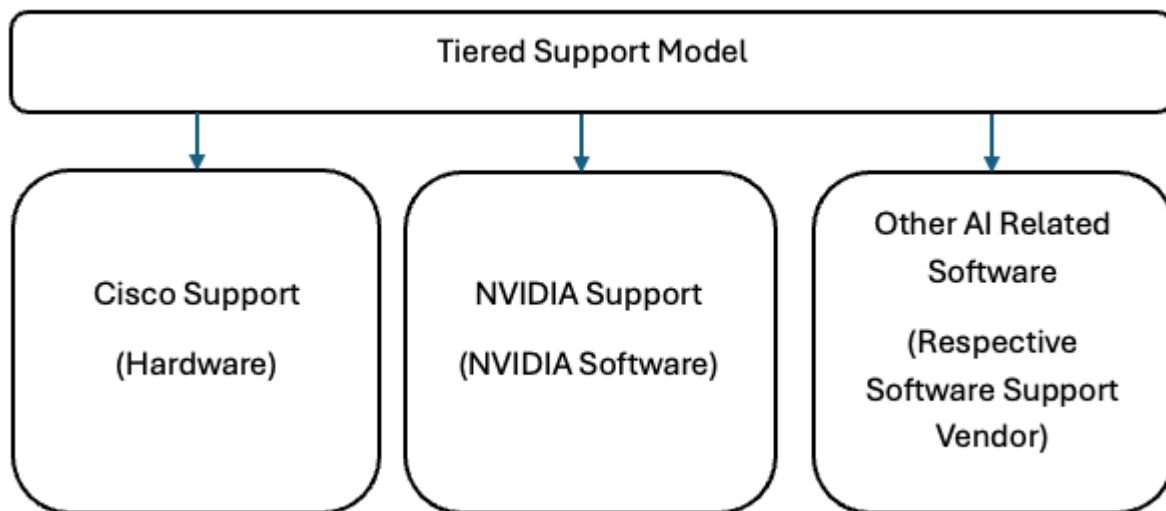 Tiered Support Model
Cisco Support
(Hardware)
NVIDIA Support
(NVIDIA Software)
Other AI Related
Software
(Respective
Software Support
Vendor)